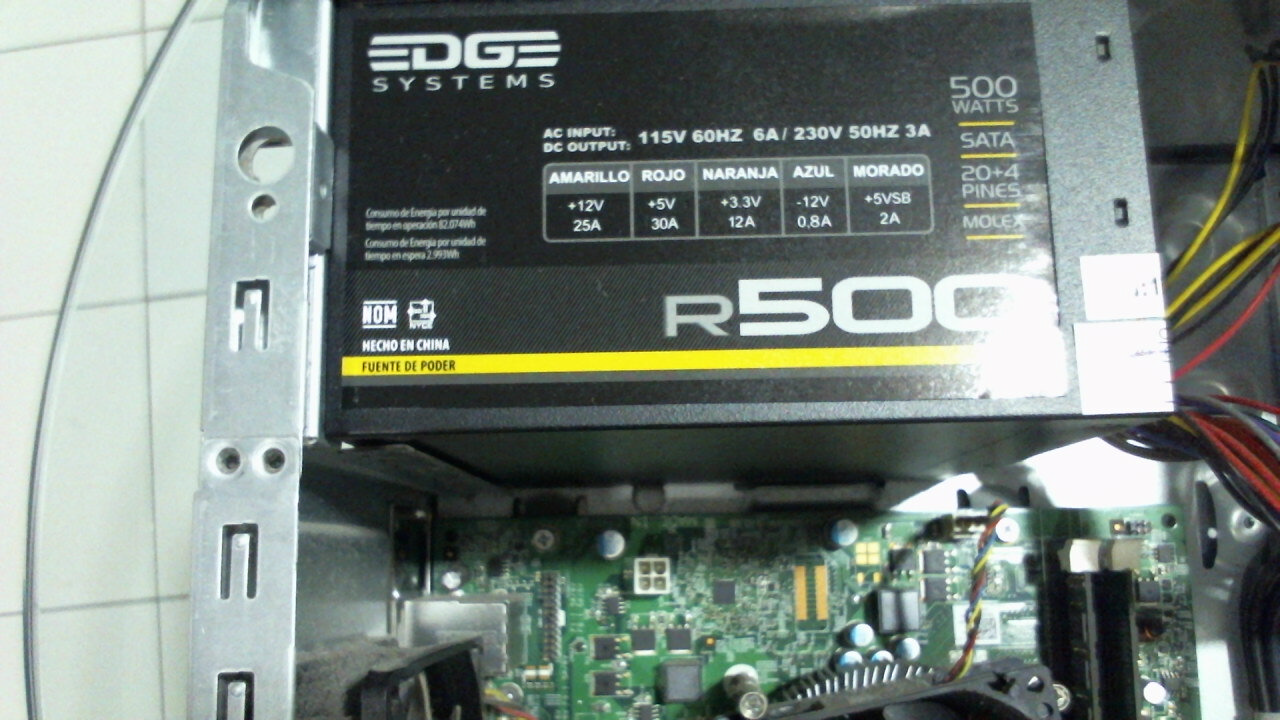 EDGE
SYSTEMS
500
WATTS
SATA
20+4
PINES
MOLEX
AC INPUT: 115V 60HZ 6A / 230V 50HZ 3A
DC OUTPUT:
AMARILLO ROJO NARANJA AZUL MORADO
+12V +5V +3.3V -12V +5VSB
25A 30A 12A 0,8A 2A
Consumo de Energía por unidad de
tiempo en operación 82.074Wh
Consumo de Energía por unidad de
tiempo en espera 2.993Wh
R500
NOM NYCE
HECHO EN CHINA
FUENTE DE PODER